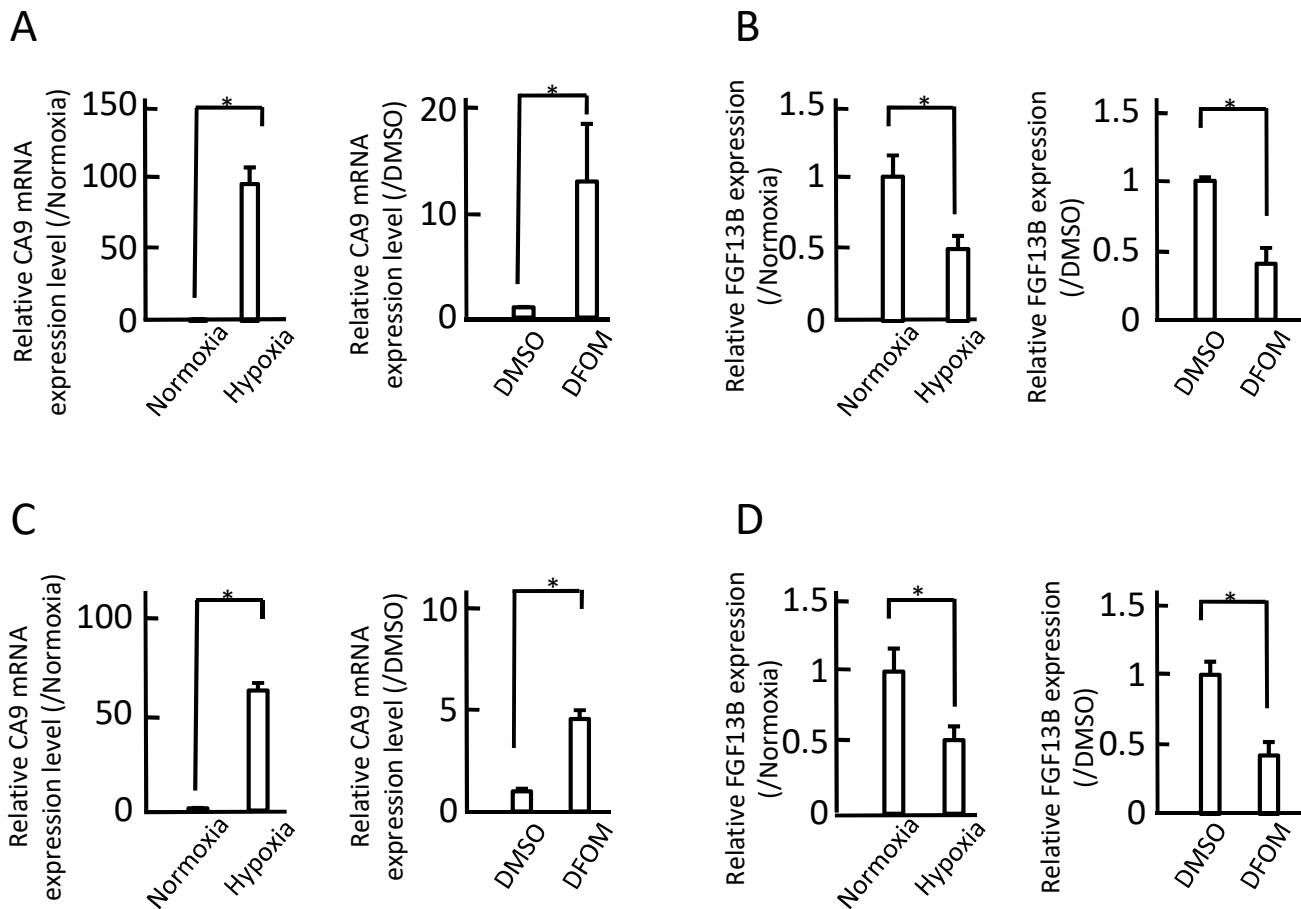 A
Relative CA9 mRNA
expression level (/Normoxia)
150
100
50
0
*
Normoxia
Hypoxia
Relative CA9 mRNA
expression level (/DMSO)
20
10
0
*
DMSO
DFOM
B
Relative FGF13B expression
(/Normoxia)
1.5
1
0.5
0
*
Normoxia
Hypoxia
Relative FGF13B expression
(/DMSO)
1.5
1
0.5
0
*
DMSO
DFOM
C
Relative CA9 mRNA
expression level (/Normoxia)
100
50
0
*
Normoxia
Hypoxia
Relative CA9 mRNA
expression level (/DMSO)
10
5
0
*
DMSO
DFOM
D
Relative FGF13B expression
(/Normoxia)
1.5
1
0.5
0
*
Normoxia
Hypoxia
Relative FGF13B expression
(/DMSO)
1.5
1
0.5
0
*
DMSO
DFOM